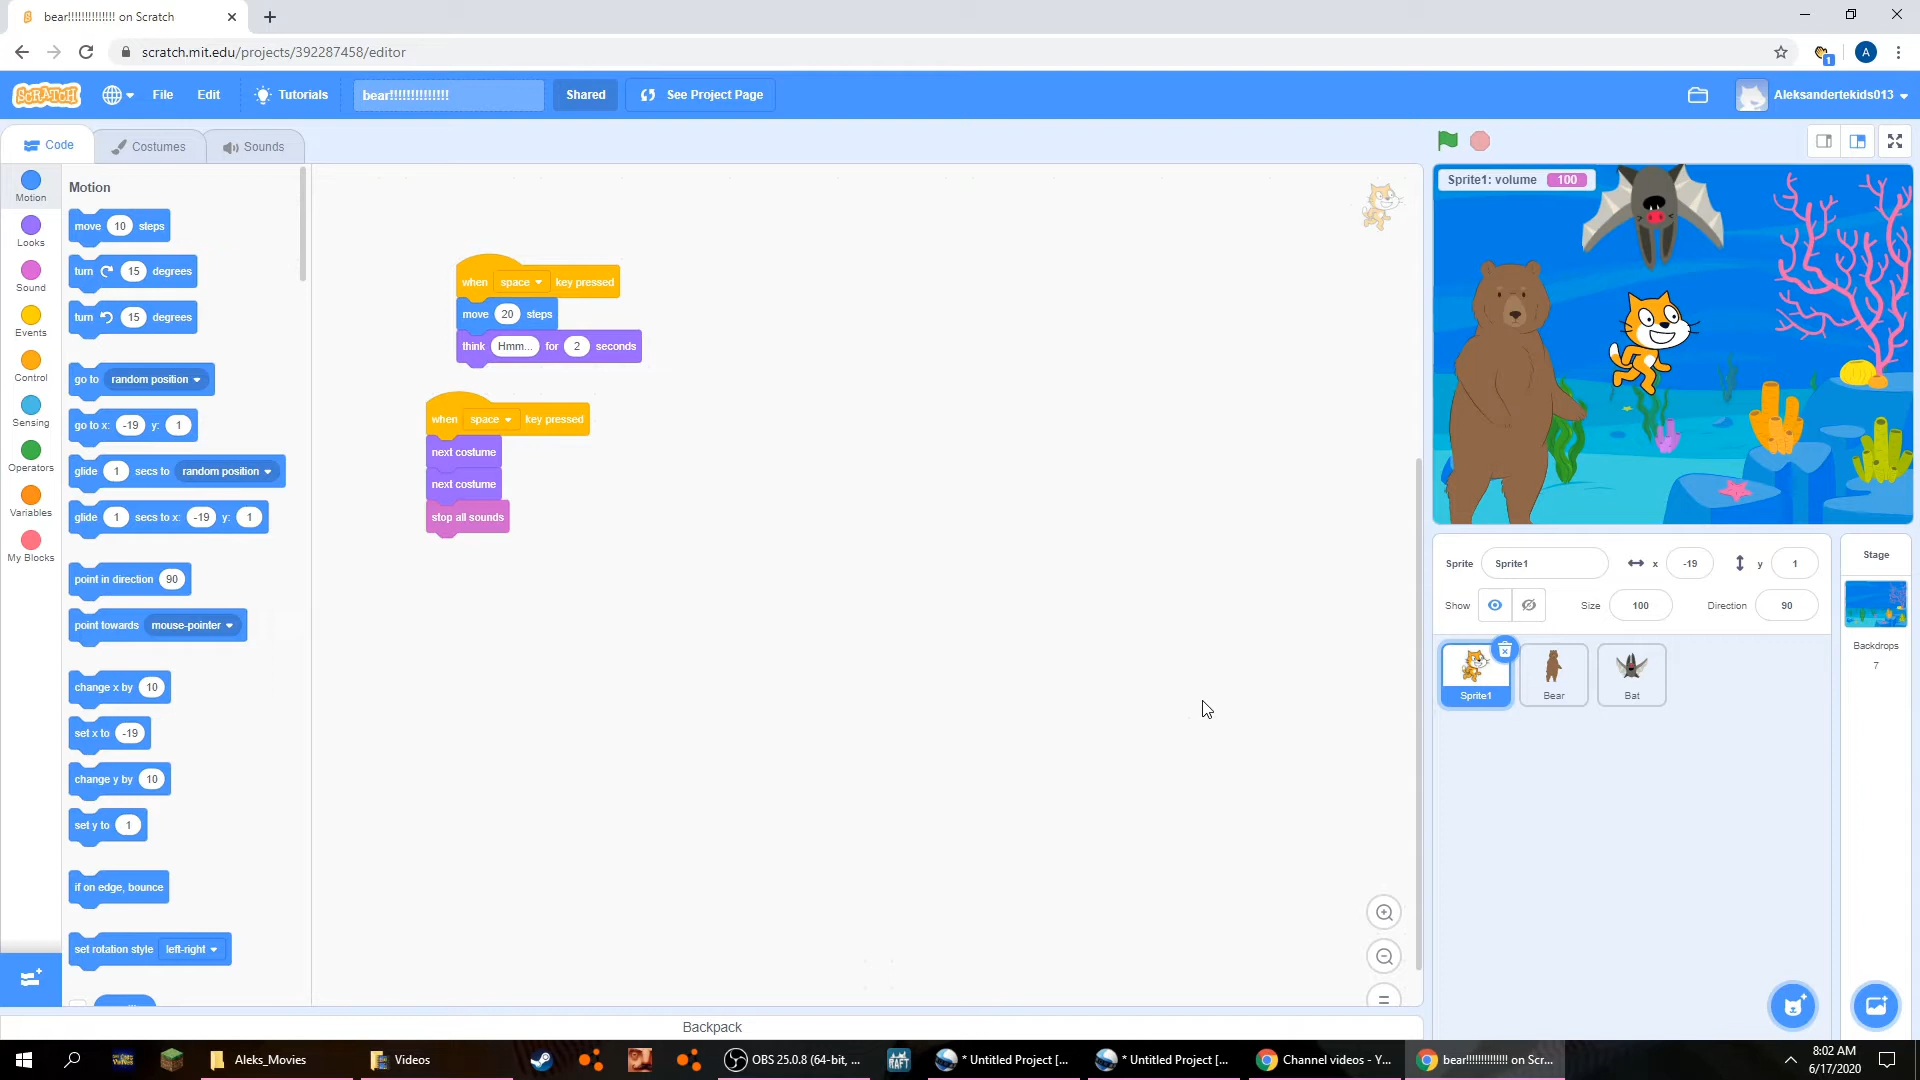 bear!!!!!!!!!!!!!! on Scratch
scratch.mit.edu/projects/392287458/editor
A
1
SCRATCH
File
Edit
Tutorials
bear!!!!!!!!!!!!!!
Shared
See Project Page
Aleksandertekids013
Code
Costumes
Sounds
Motion
Looks
Sound
Events
Control
Sensing
Operators
Variables
My Blocks
Motion
move 10 steps
turn 15 degrees
turn 15 degrees
go to random position
go to x: -19 y: 1
glide 1 secs to random position
glide 1 secs to x: -19 y: 1
point in direction 90
point towards mouse-pointer
change x by 10
set x to -19
change y by 10
set y to 1
if on edge, bounce
set rotation style left-right
when space key pressed
move 20 steps
think Hmm... for 2 seconds
when space key pressed
next costume
next costume
stop all sounds
Sprite1: volume 100
Sprite Sprite1 x -19 y 1
Show Size 100 Direction 90
Sprite1
Bear
Bat
Stage
Backdrops
7
Backpack
Aleks_Movies
Videos
OBS 25.0.8 (64-bit, ...
RAFT
* Untitled Project [...
* Untitled Project [...
Channel videos - Y...
bear!!!!!!!!!!!!!! on Scr...
8:02 AM
6/17/2020